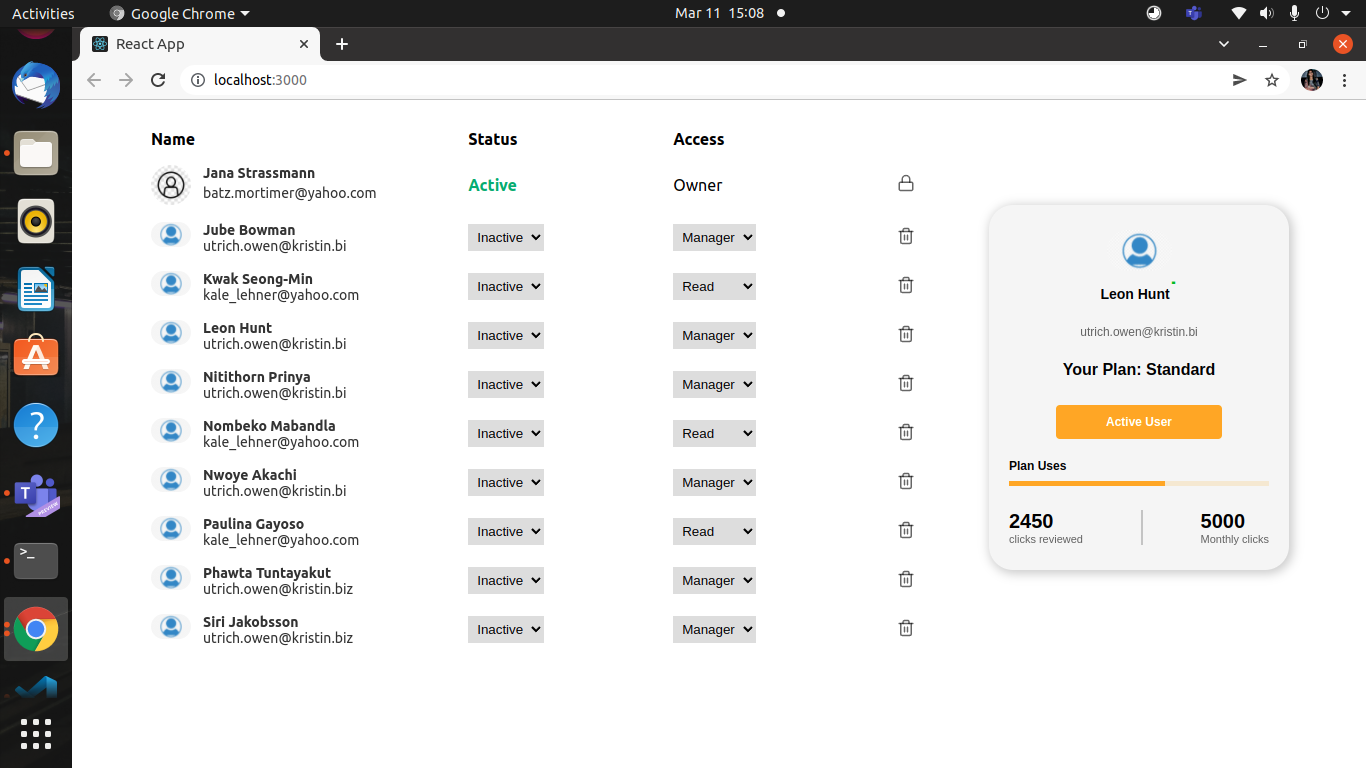 Activities Google Chrome Mar 11 15:08
React App
localhost:3000
Name Status Access
Jana Strassmann
batz.mortimer@yahoo.com Active Owner
Jube Bowman
utrich.owen@kristin.bi Inactive Manager
Kwak Seong-Min
kale_lehner@yahoo.com Inactive Read
Leon Hunt
utrich.owen@kristin.bi Inactive Manager
Nitithorn Prinya
utrich.owen@kristin.bi Inactive Manager
Nombeko Mabandla
kale_lehner@yahoo.com Inactive Read
Nwoye Akachi
utrich.owen@kristin.bi Inactive Manager
Paulina Gayoso
kale_lehner@yahoo.com Inactive Read
Phawta Tuntayakut
utrich.owen@kristin.biz Inactive Manager
Siri Jakobsson
utrich.owen@kristin.biz Inactive Manager
Leon Hunt
utrich.owen@kristin.bi
Your Plan: Standard
Active User
Plan Uses
2450 5000
clicks reviewed Monthly clicks
T
PREVIEW
>_